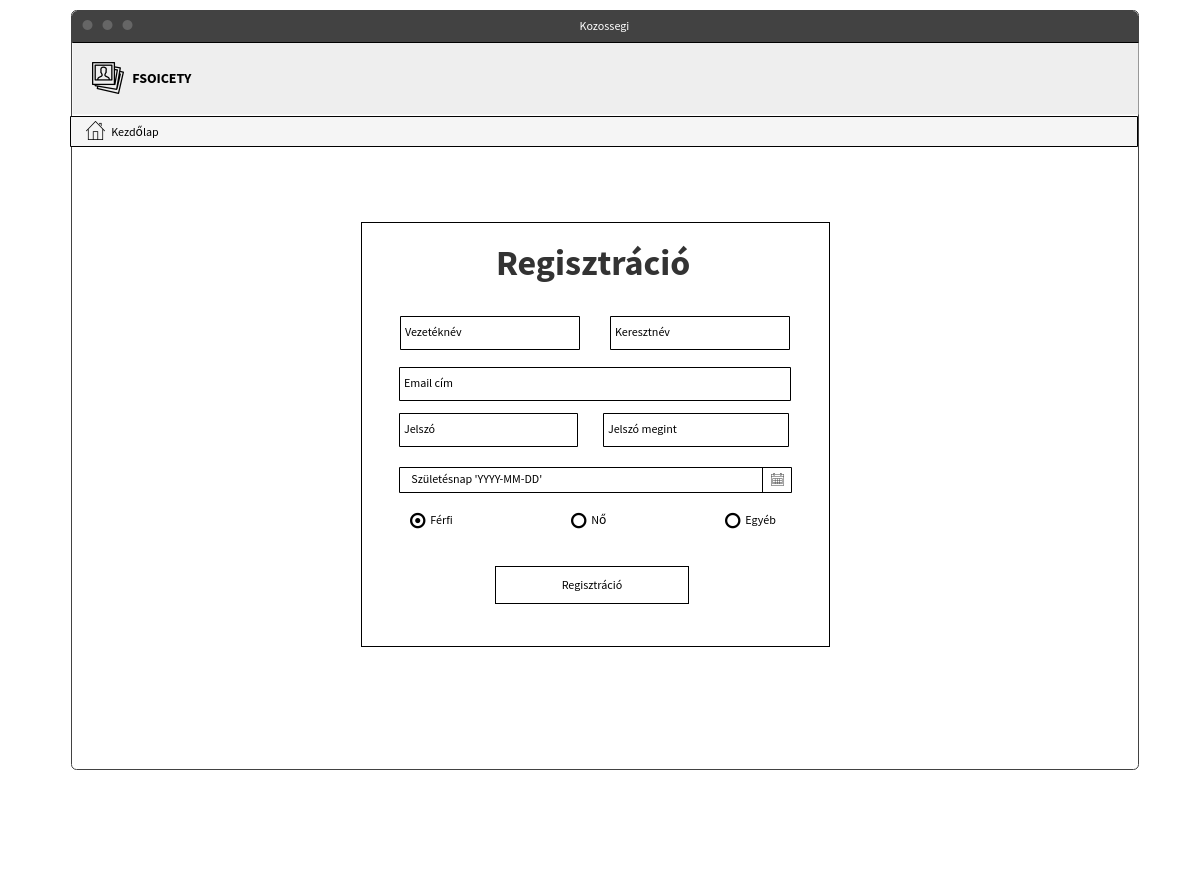 Kozossegi
FSOICETY
Kezdőlap
Regisztráció
Vezetéknév
Keresztnév
Email cím
Jelszó
Jelszó megint
Születésnap 'YYYY-MM-DD'
Férfi
Nő
Egyéb
Regisztráció